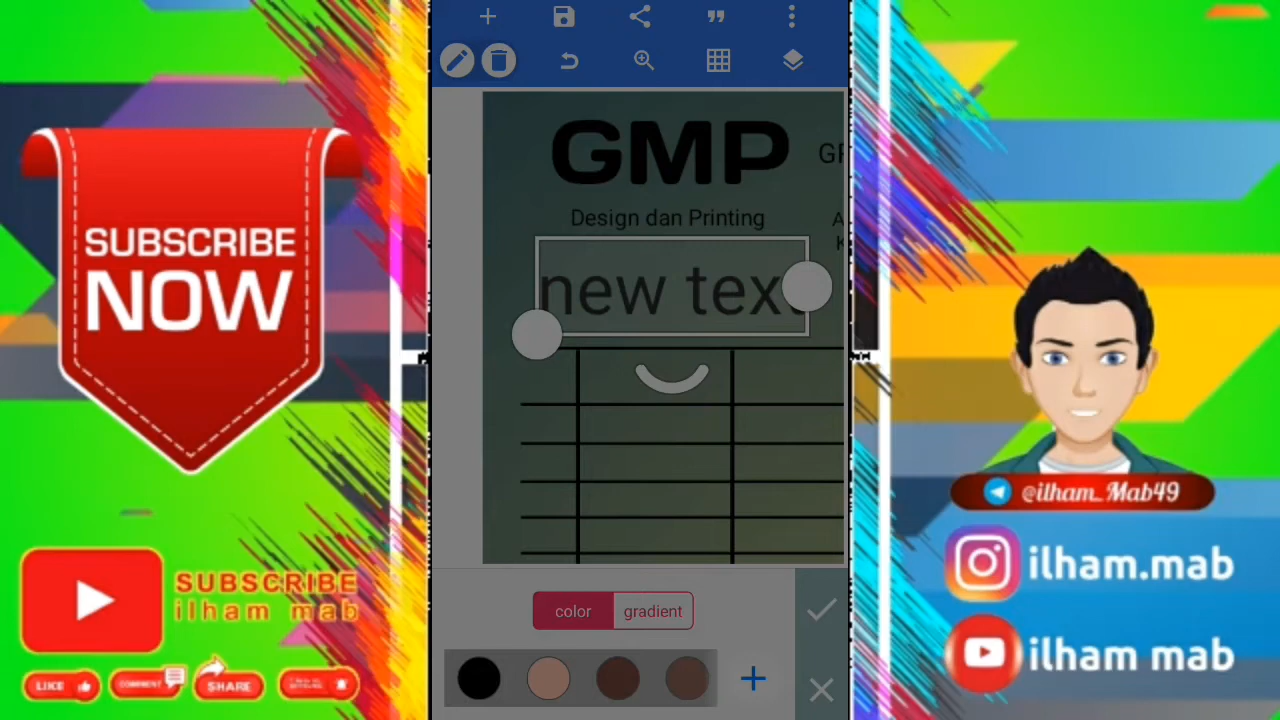 SUBSCRIBE
NOW
SUBSCRIBE
ilham mab
LIKE
COMMENT
SHARE
GMP
Design dan Printing
new tex
color
gradient
@ilham_Mab49
ilham.mab
ilham mab